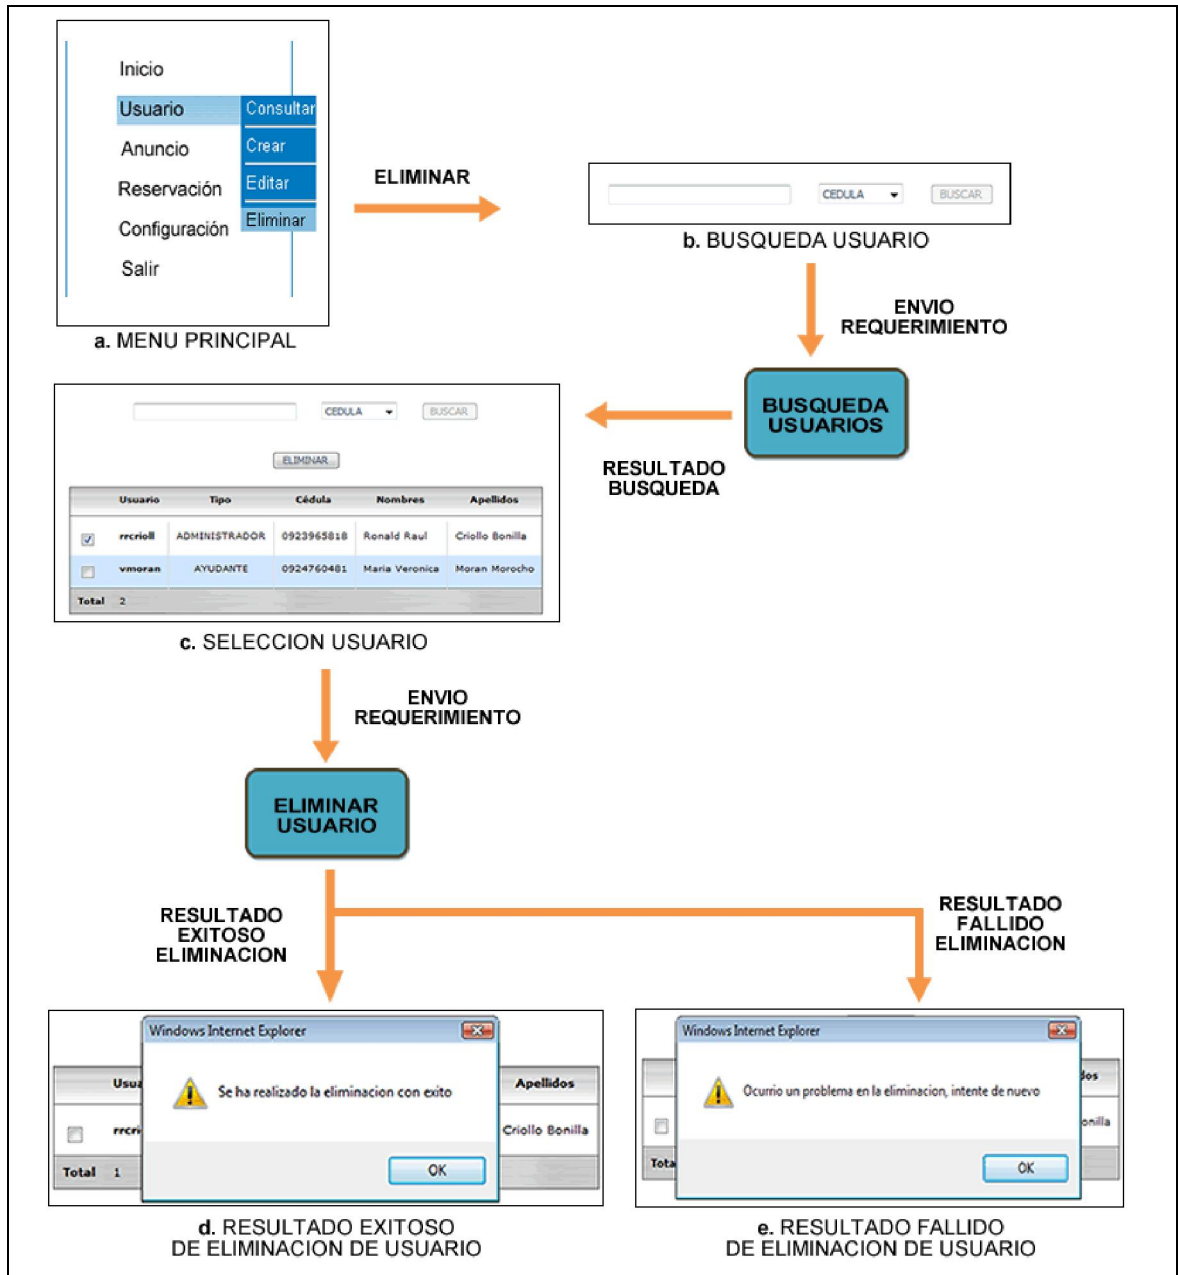 Inicio
Usuario
Consultar
Anuncio
Crear
Reservación
Editar
Configuración
Eliminar
Salir
a. MENU PRINCIPAL
ELIMINAR
CEDULA
BUSCAR
b. BUSQUEDA USUARIO
ENVIO
REQUERIMIENTO
BUSQUEDA
USUARIOS
RESULTADO
BUSQUEDA
CEDULA
BUSCAR
ELIMINAR
Usuario Tipo Cédula Nombres Apellidos
rrcrioll ADMINISTRADOR 0923965818 Ronald Raul Criollo Bonilla
vmoran AYUDANTE 0924760481 Maria Veronica Moran Morocho
Total 2
c. SELECCION USUARIO
ENVIO
REQUERIMIENTO
ELIMINAR
USUARIO
RESULTADO
EXITOSO
ELIMINACION
RESULTADO
FALLIDO
ELIMINACION
Windows Internet Explorer
Se ha realizado la eliminacion con exito
OK
Usua
Apellidos
rrcri
Criollo Bonilla
Total 1
d. RESULTADO EXITOSO
DE ELIMINACION DE USUARIO
Windows Internet Explorer
Ocurrio un problema en la eliminacion, intente de nuevo
OK
dos
onilla
Tota
e. RESULTADO FALLIDO
DE ELIMINACION DE USUARIO